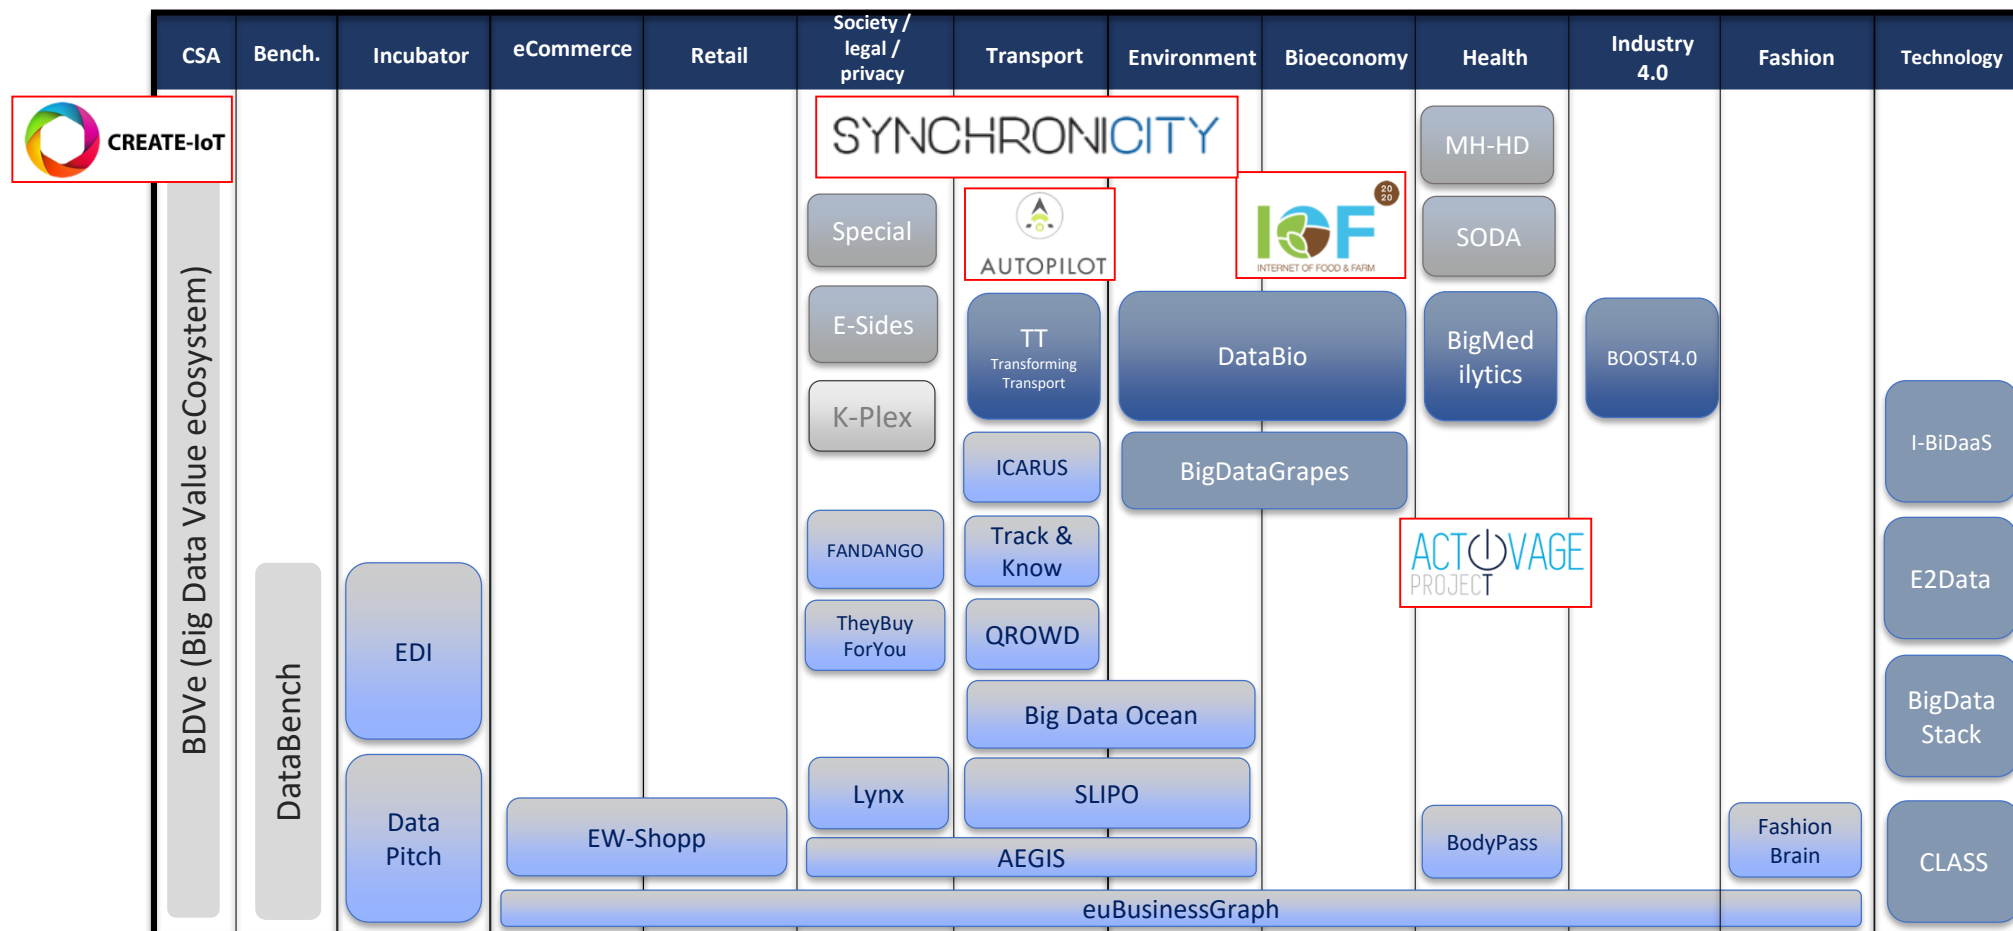 CSA
Bench.
Incubator
eCommerce
Retail
Society /
legal /
privacy
Transport
Environment
Bioeconomy
Health
Industry
4.0
Fashion
Technology
CREATE-IoT
SYNCHRONICITY
MH-HD
Special
AUTOPILOT
IOF
20
20
INTERNET OF FOOD & FARM
SODA
BDVe (Big Data Value eCosystem)
E-Sides
TT
Transforming
Transport
DataBio
BigMed
ilytics
BOOST4.0
K-Plex
ICARUS
BigDataGrapes
I-BiDaaS
FANDANGO
Track &
Know
ACTIVAGE
PROJECT
E2Data
EDI
TheyBuy
ForYou
QROWD
DataBench
Big Data Ocean
BigData
Stack
Data
Pitch
Lynx
SLIPO
EW-Shopp
AEGIS
BodyPass
Fashion
Brain
CLASS
euBusinessGraph